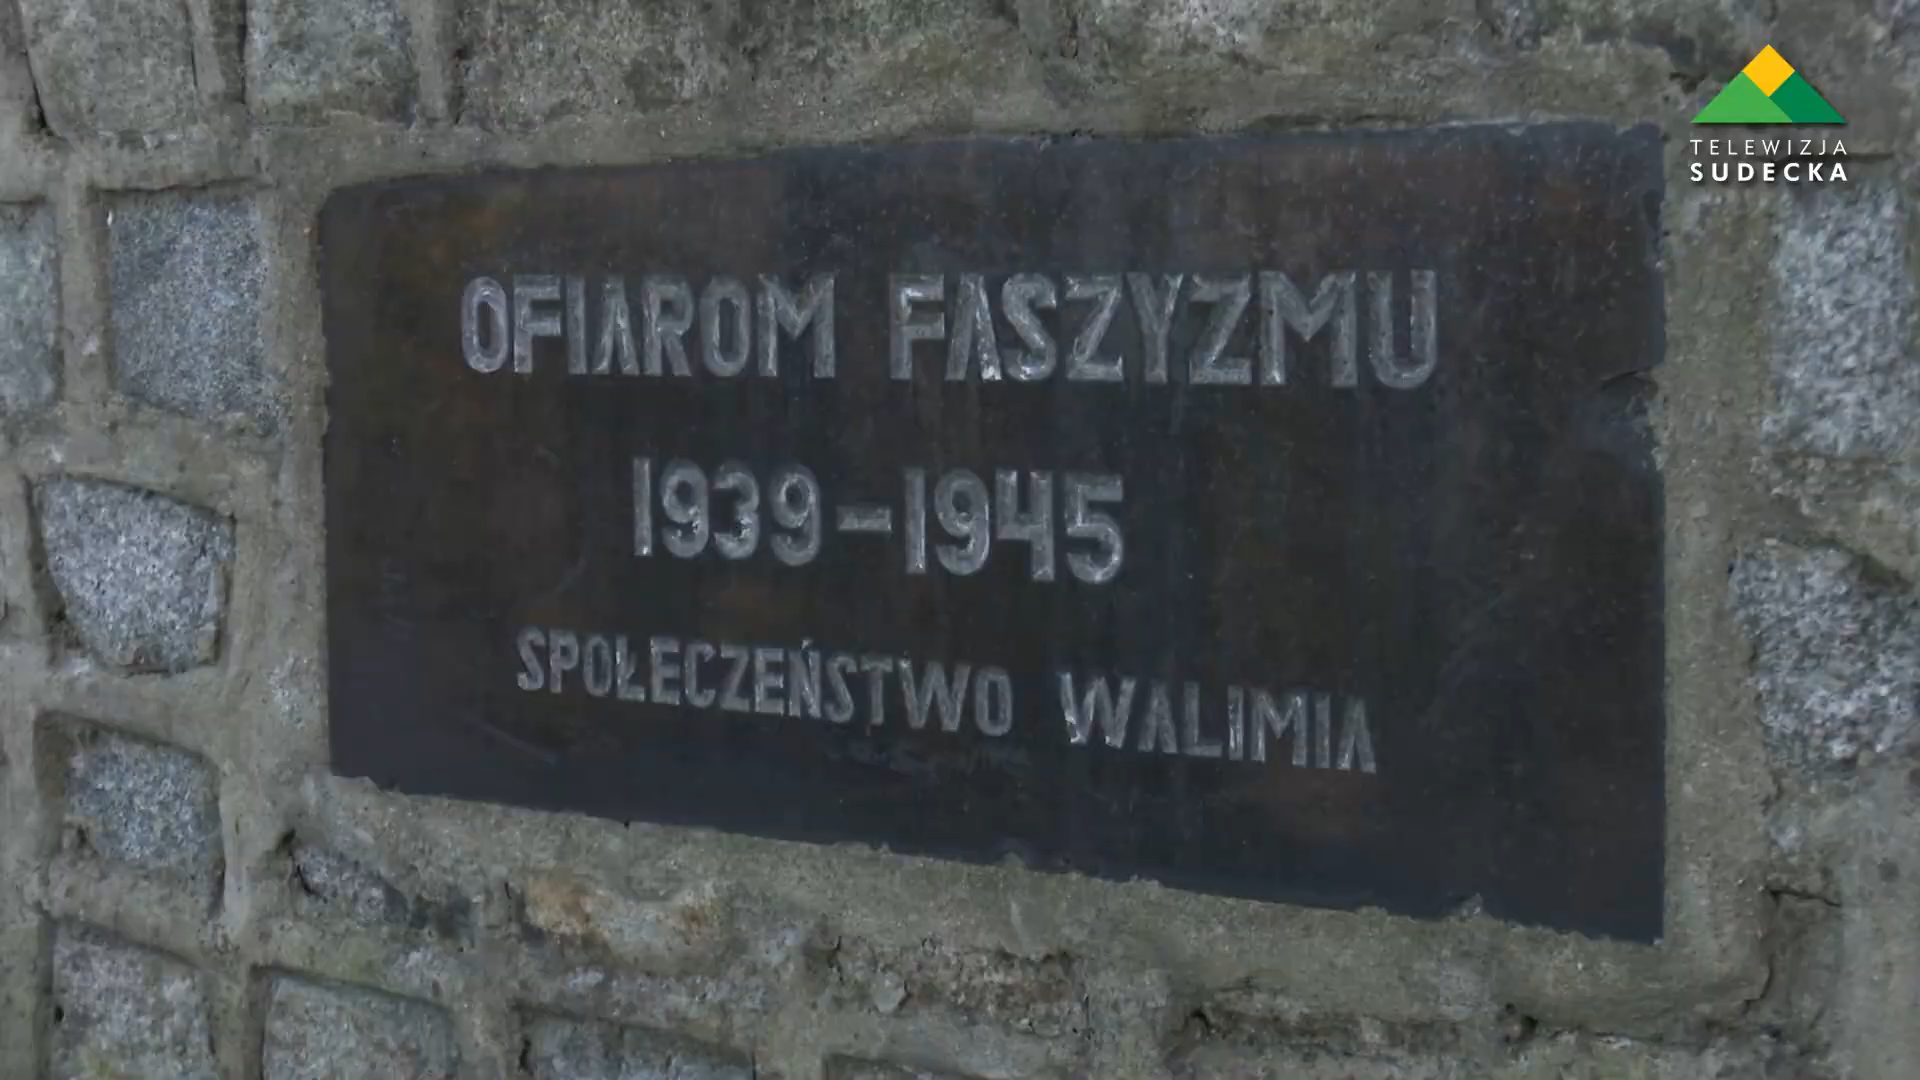 TELEWIZJA
SUDECKA
OFIAROM FASZYZMU
1939-1945
SPOŁECZEŃSTWO WALIMIA